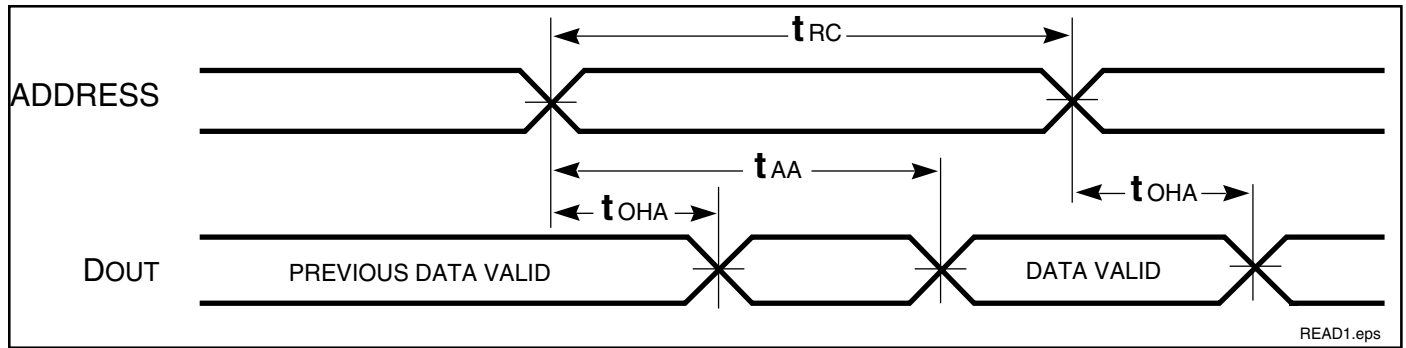 tRC
ADDRESS
tAA
tOHA
tOHA
DOUT
PREVIOUS DATA VALID
DATA VALID
READ1.eps